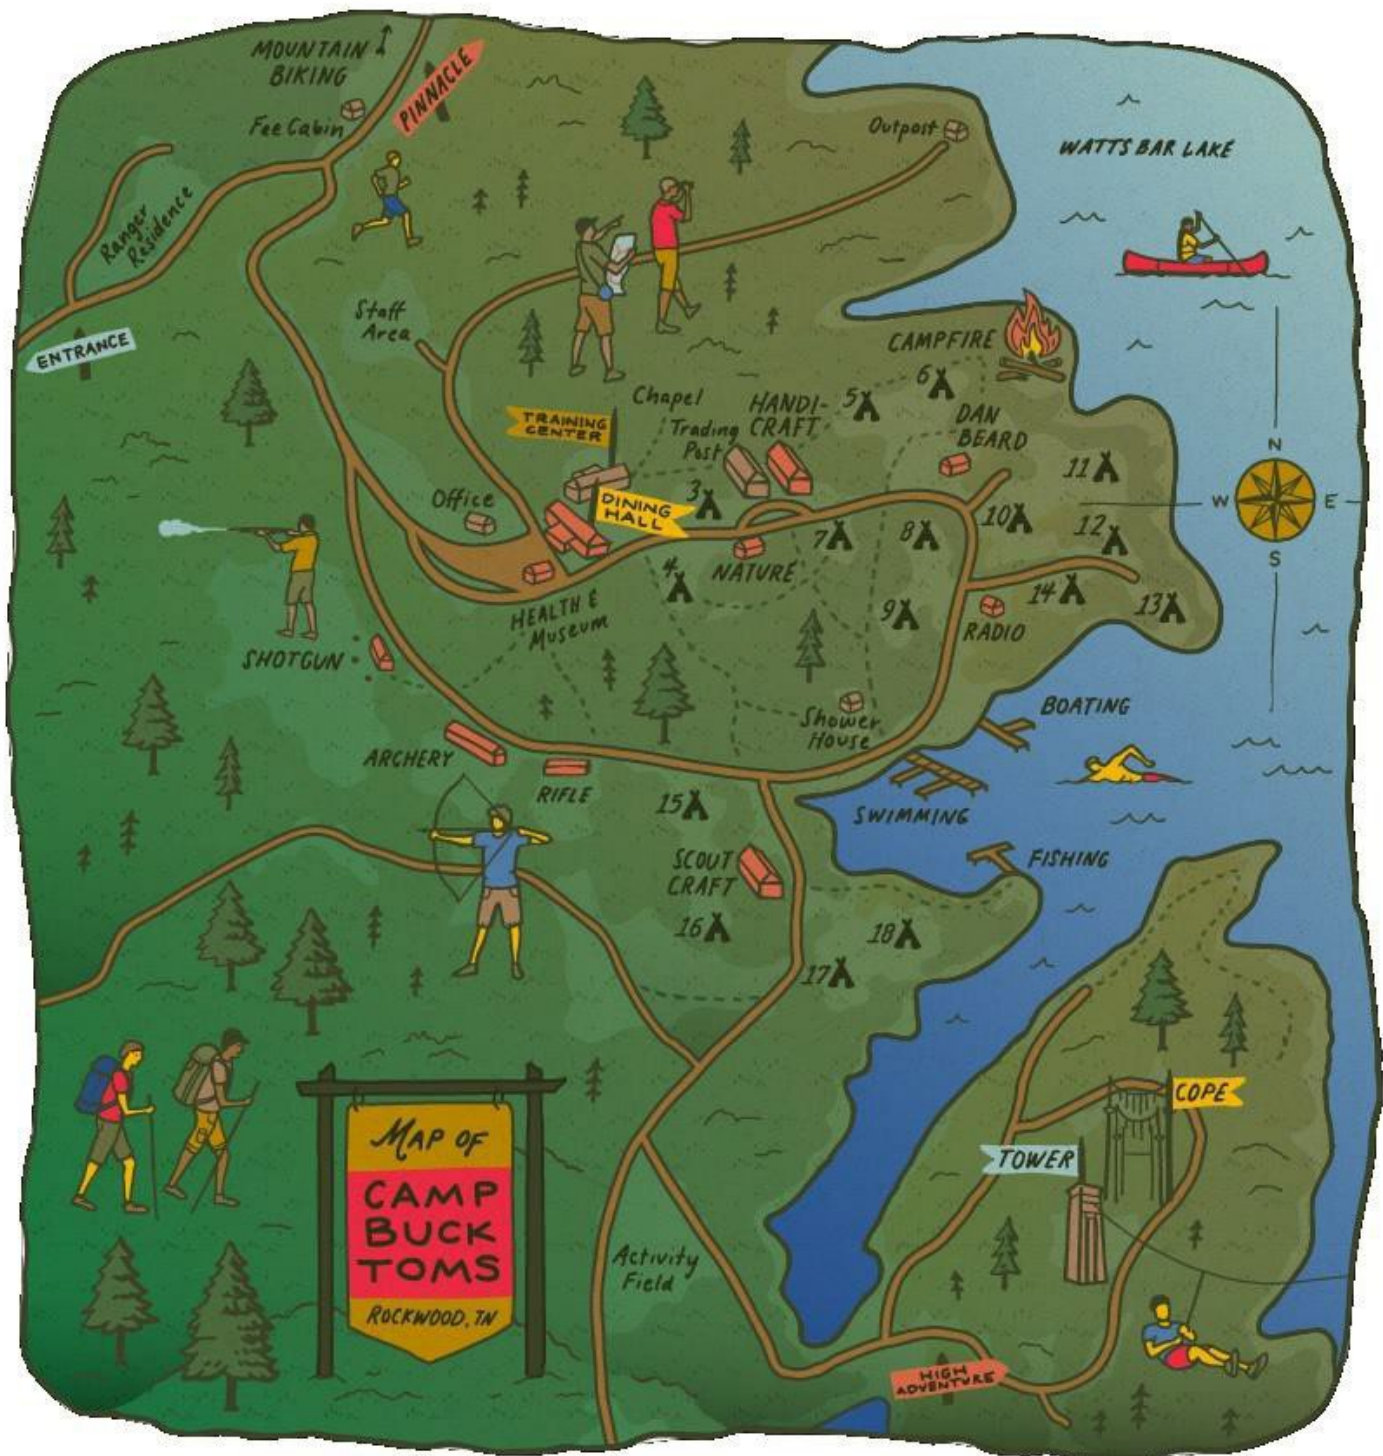 MOUNTAIN
BIKING
PINNACLE
Fee Cabin
Outpost
WATTS BAR LAKE
Ranger
Residence
ENTRANCE
Staff
Area
CAMPFIRE
6
5
Chapel
HANDI-
CRAFT
Trading
Post
DAN
BEARD
TRAINING
CENTER
N
W
E
S
11
Office
3
DINING
HALL
10
12
7
8
4
NATURE
14
13
9
RADIO
HEALTH &
Museum
SHOTGUN
BOATING
Shower
House
ARCHERY
RIFLE
15
SWIMMING
SCOUT
CRAFT
FISHING
16
18
17
COPE
TOWER
MAP OF
CAMP
BUCK
TOMS
ROCKWOOD, TN
Activity
Field
HIGH
ADVENTURE